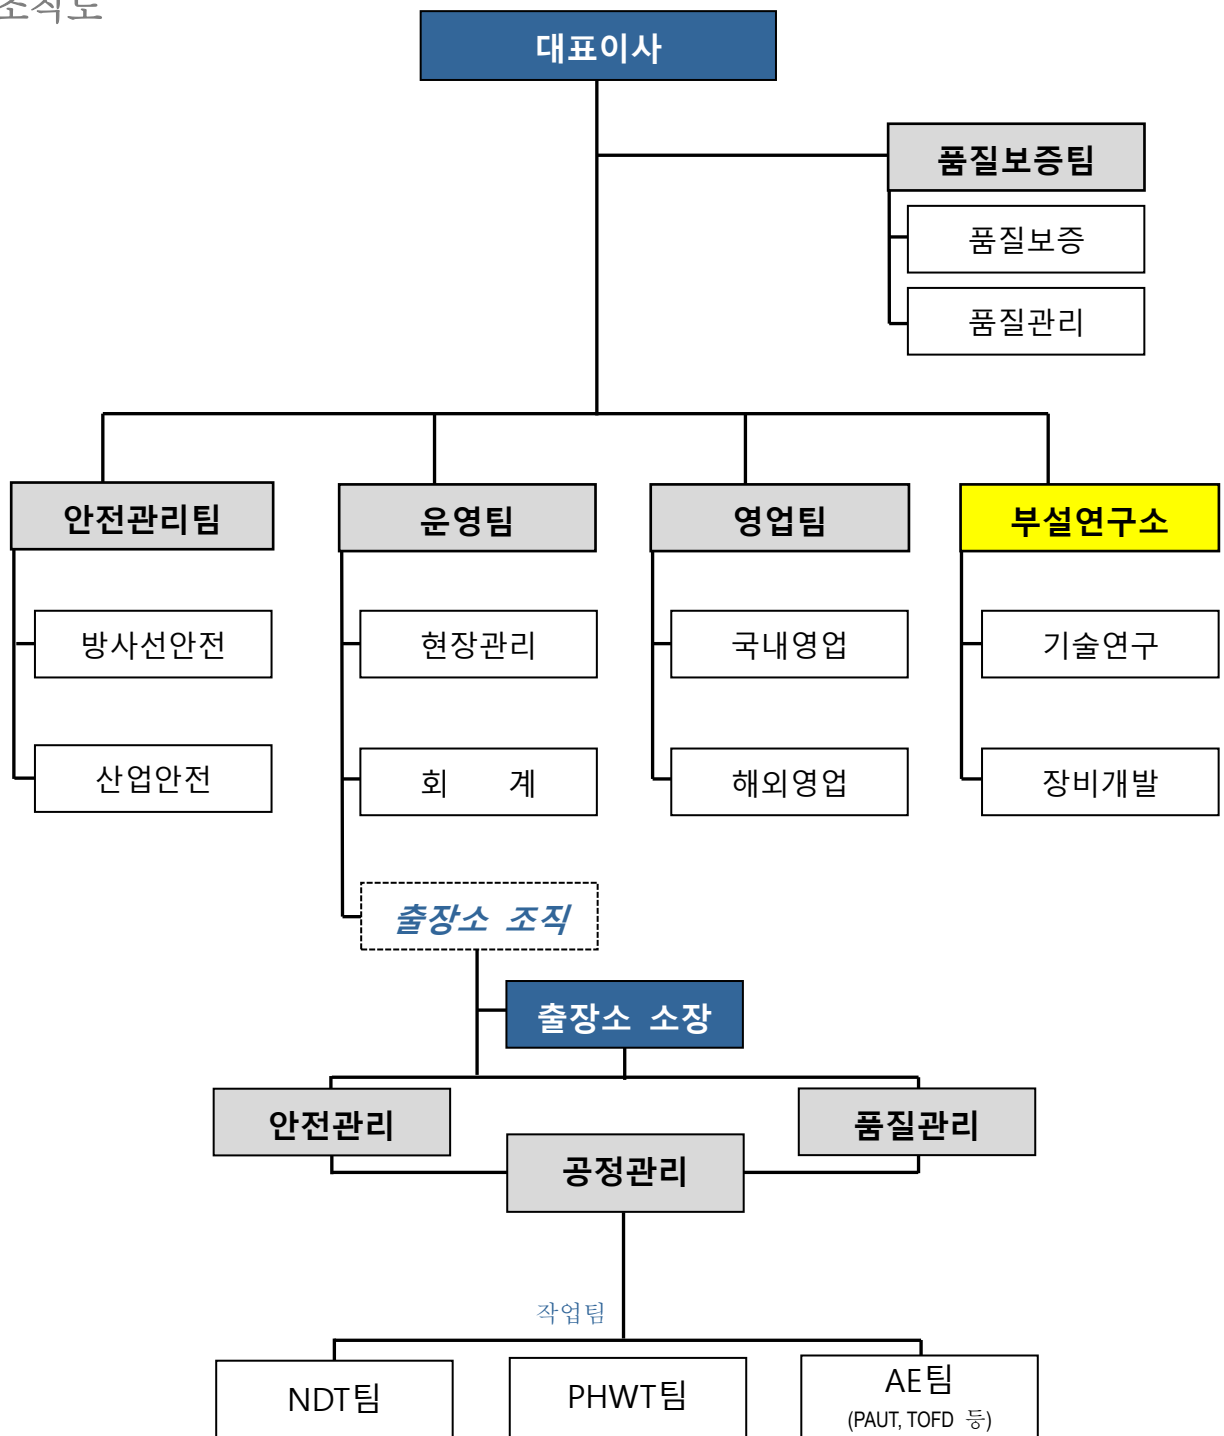 조직도
대표이사
품질보증팀
품질보증
품질관리
안전관리팀
운영팀
영업팀
부설연구소
방사선안전
현장관리
국내영업
기술연구
산업안전
회 계
해외영업
장비개발
출장소 조직
출장소 소장
안전관리
품질관리
공정관리
작업팀
NDT팀
PHWT팀
AE팀
(PAUT, TOFD 등)